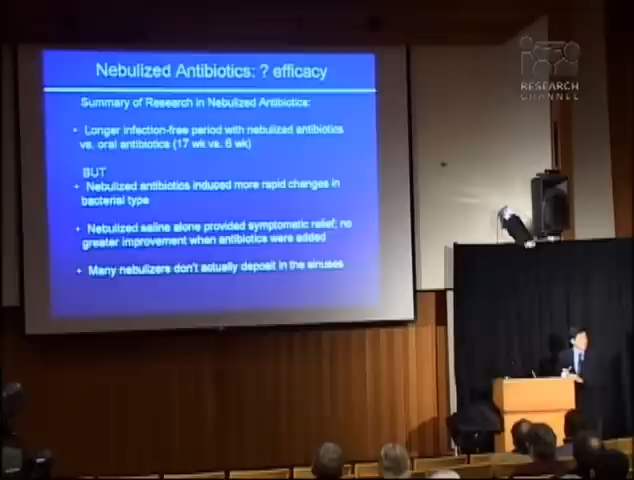 Nebulized Antibiotics: ? efficacy
Summary of Research in Nebulized Antibiotics:
• Longer infection-free period with nebulized antibiotics
vs. oral antibiotics (17 wk vs. 6 wk)
BUT
• Nebulized antibiotics induced more rapid changes in
bacterial type
• Nebulized saline alone provided symptomatic relief; no
greater improvement when antibiotics were added
• Many nebulizers don't actually deposit in the sinuses
RESEARCH
CHANNEL